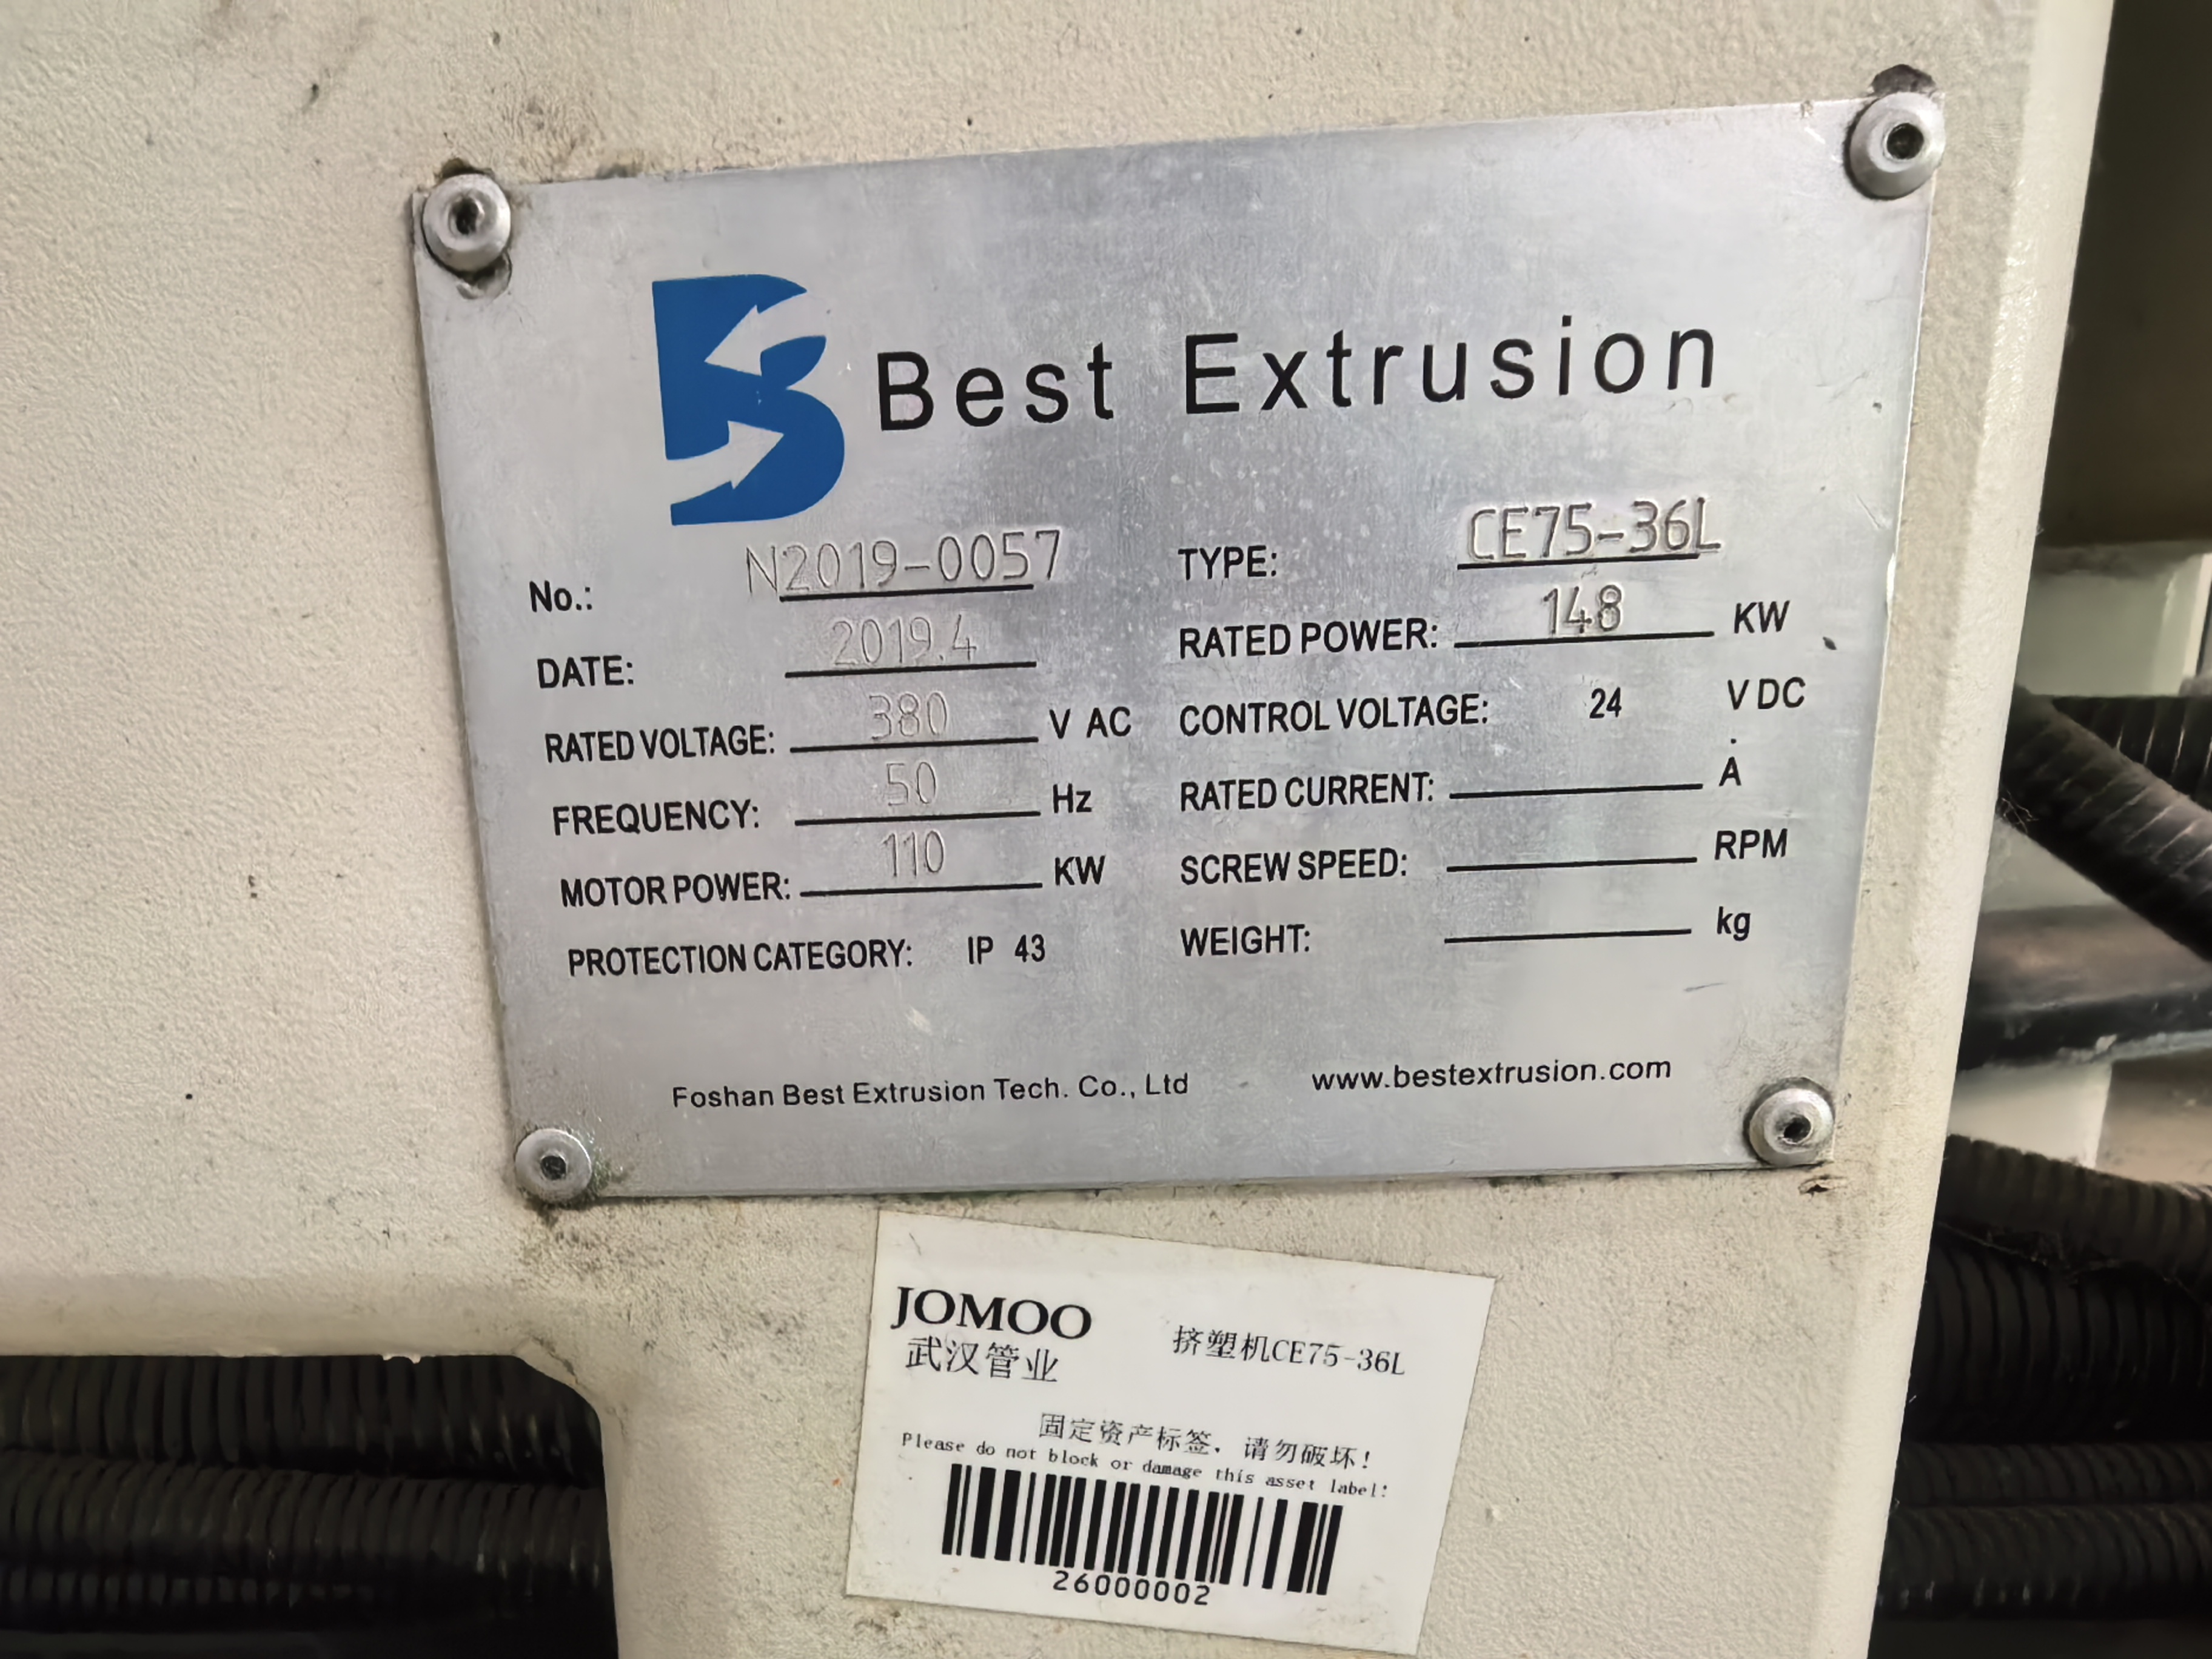 Best Extrusion
No.: N2019-0057 TYPE: CE75-36L
DATE: 2019.4 RATED POWER: 148 KW
RATED VOLTAGE: 380 V AC CONTROL VOLTAGE: 24 V DC
FREQUENCY: 50 Hz RATED CURRENT: A
MOTOR POWER: 110 KW SCREW SPEED: RPM
PROTECTION CATEGORY: IP 43 WEIGHT: kg
Foshan Best Extrusion Tech. Co., Ltd www.bestextrusion.com
JOMOO
武汉管业 挤塑机CE75-36L
固定资产标签，请勿破坏！
Please do not block or damage this asset label!
26000002